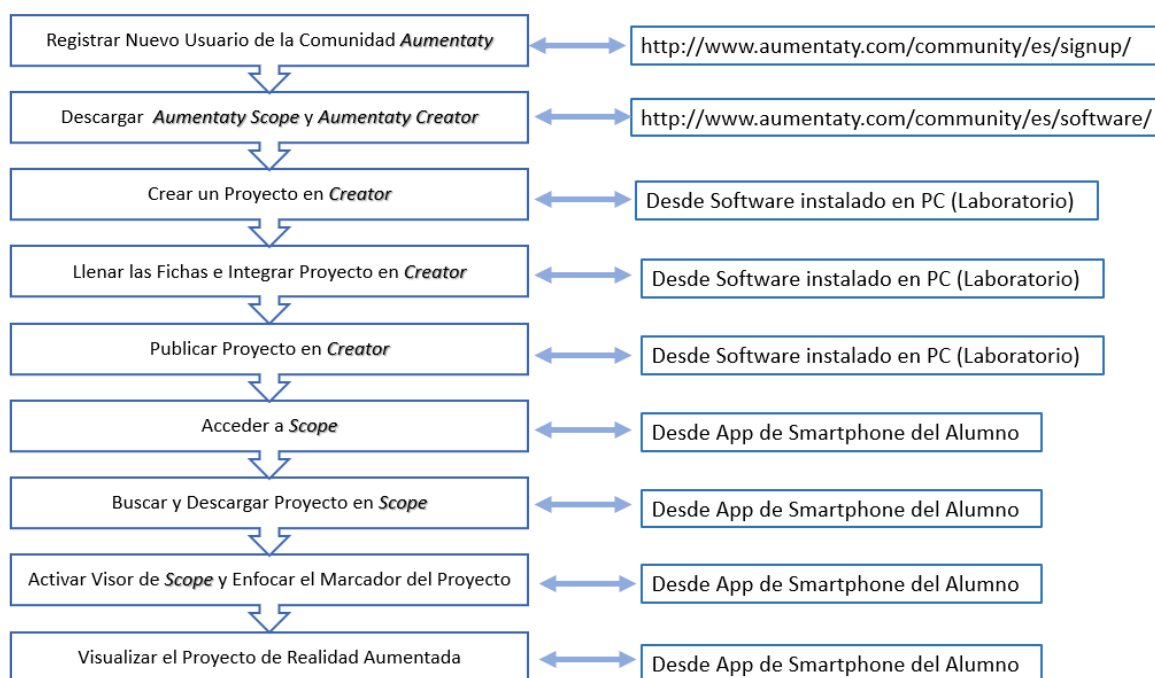 Registrar Nuevo Usuario de la Comunidad Aumentaty
http://www.aumentaty.com/community/es/signup/
Descargar Aumentaty Scope y Aumentaty Creator
http://www.aumentaty.com/community/es/software/
Crear un Proyecto en Creator
Desde Software instalado en PC (Laboratorio)
Llenar las Fichas e Integrar Proyecto en Creator
Desde Software instalado en PC (Laboratorio)
Publicar Proyecto en Creator
Desde Software instalado en PC (Laboratorio)
Acceder a Scope
Desde App de Smartphone del Alumno
Buscar y Descargar Proyecto en Scope
Desde App de Smartphone del Alumno
Activar Visor de Scope y Enfocar el Marcador del Proyecto
Desde App de Smartphone del Alumno
Visualizar el Proyecto de Realidad Aumentada
Desde App de Smartphone del Alumno